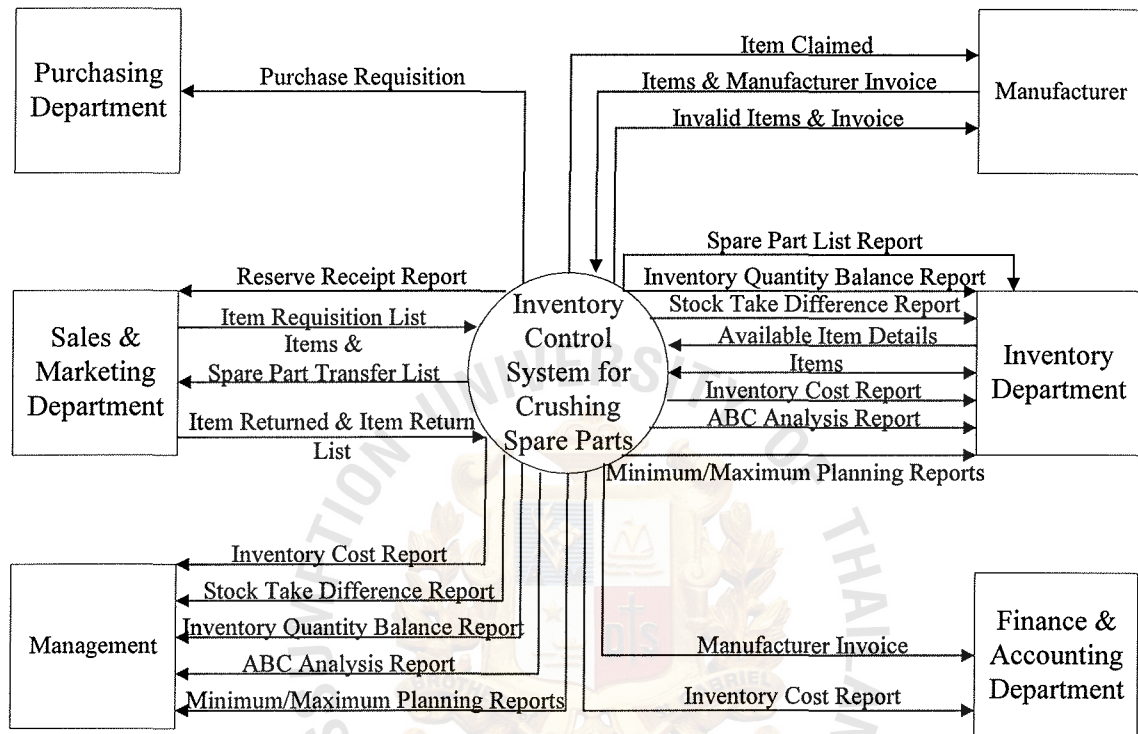 Purchasing
Department
Purchase Requisition
Item Claimed
Items & Manufacturer Invoice
Invalid Items & Invoice
Manufacturer
Sales &
Marketing
Department
Reserve Receipt Report
Item Requisition List
Items &
Spare Part Transfer List
Item Returned & Item Return
List
Inventory
Control
System for
Crushing
Spare Parts
Spare Part List Report
Inventory Quantity Balance Report
Stock Take Difference Report
Available Item Details
Items
Inventory Cost Report
ABC Analysis Report
Minimum/Maximum Planning Reports
Inventory
Department
Management
Inventory Cost Report
Stock Take Difference Report
Inventory Quantity Balance Report
ABC Analysis Report
Minimum/Maximum Planning Reports
Manufacturer Invoice
Inventory Cost Report
Finance &
Accounting
Department
UNIVERSITY OF THAI